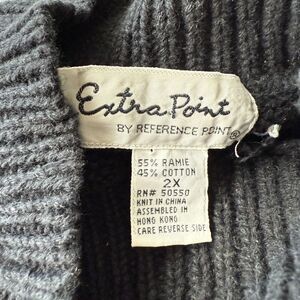 Extra Point
BY REFERENCE POINT®
55% RAMIE
45% COTTON
2X
RN# 50550
KNIT IN CHINA
ASSEMBLED IN
HONG KONG
CARE REVERSE SIDE